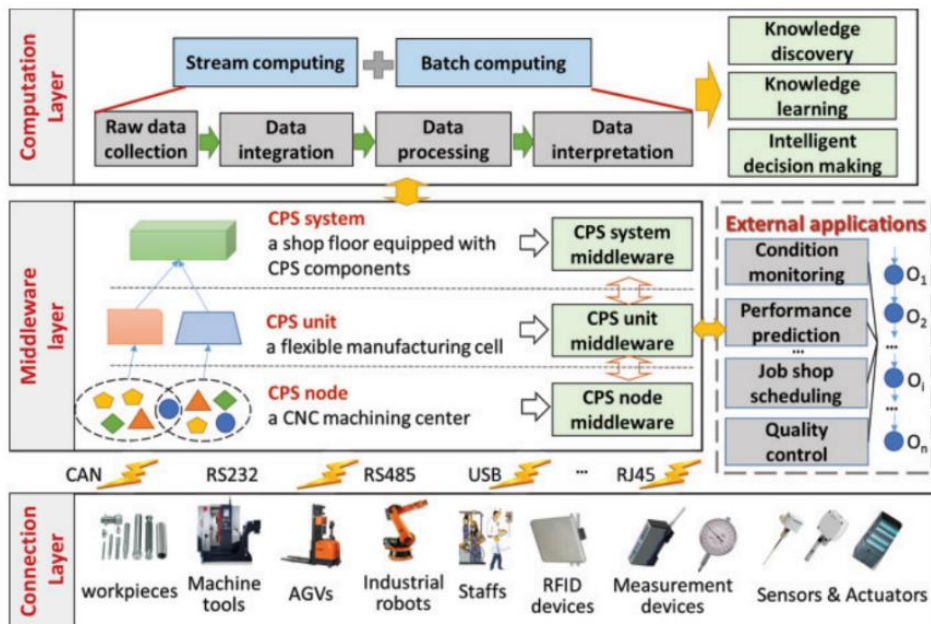 Computation
Layer
Stream computing
Batch computing
Raw data
collection
Data
integration
Data
processing
Data
interpretation
Knowledge
discovery
Knowledge
learning
Intelligent
decision making
Middleware
layer
CPS system
a shop floor equipped with
CPS components
CPS system
middleware
CPS unit
a flexible manufacturing cell
CPS unit
middleware
CPS node
a CNC machining center
CPS node
middleware
External applications
Condition
monitoring
Performance
prediction
...
Job shop
scheduling
Quality
control
O1
O2
...
Oi
...
On
CAN
RS232
RS485
USB
...
RJ45
Connection
Layer
workpieces
Machine
tools
AGVs
Industrial
robots
Staffs
RFID
devices
Measurement
devices
Sensors & Actuators